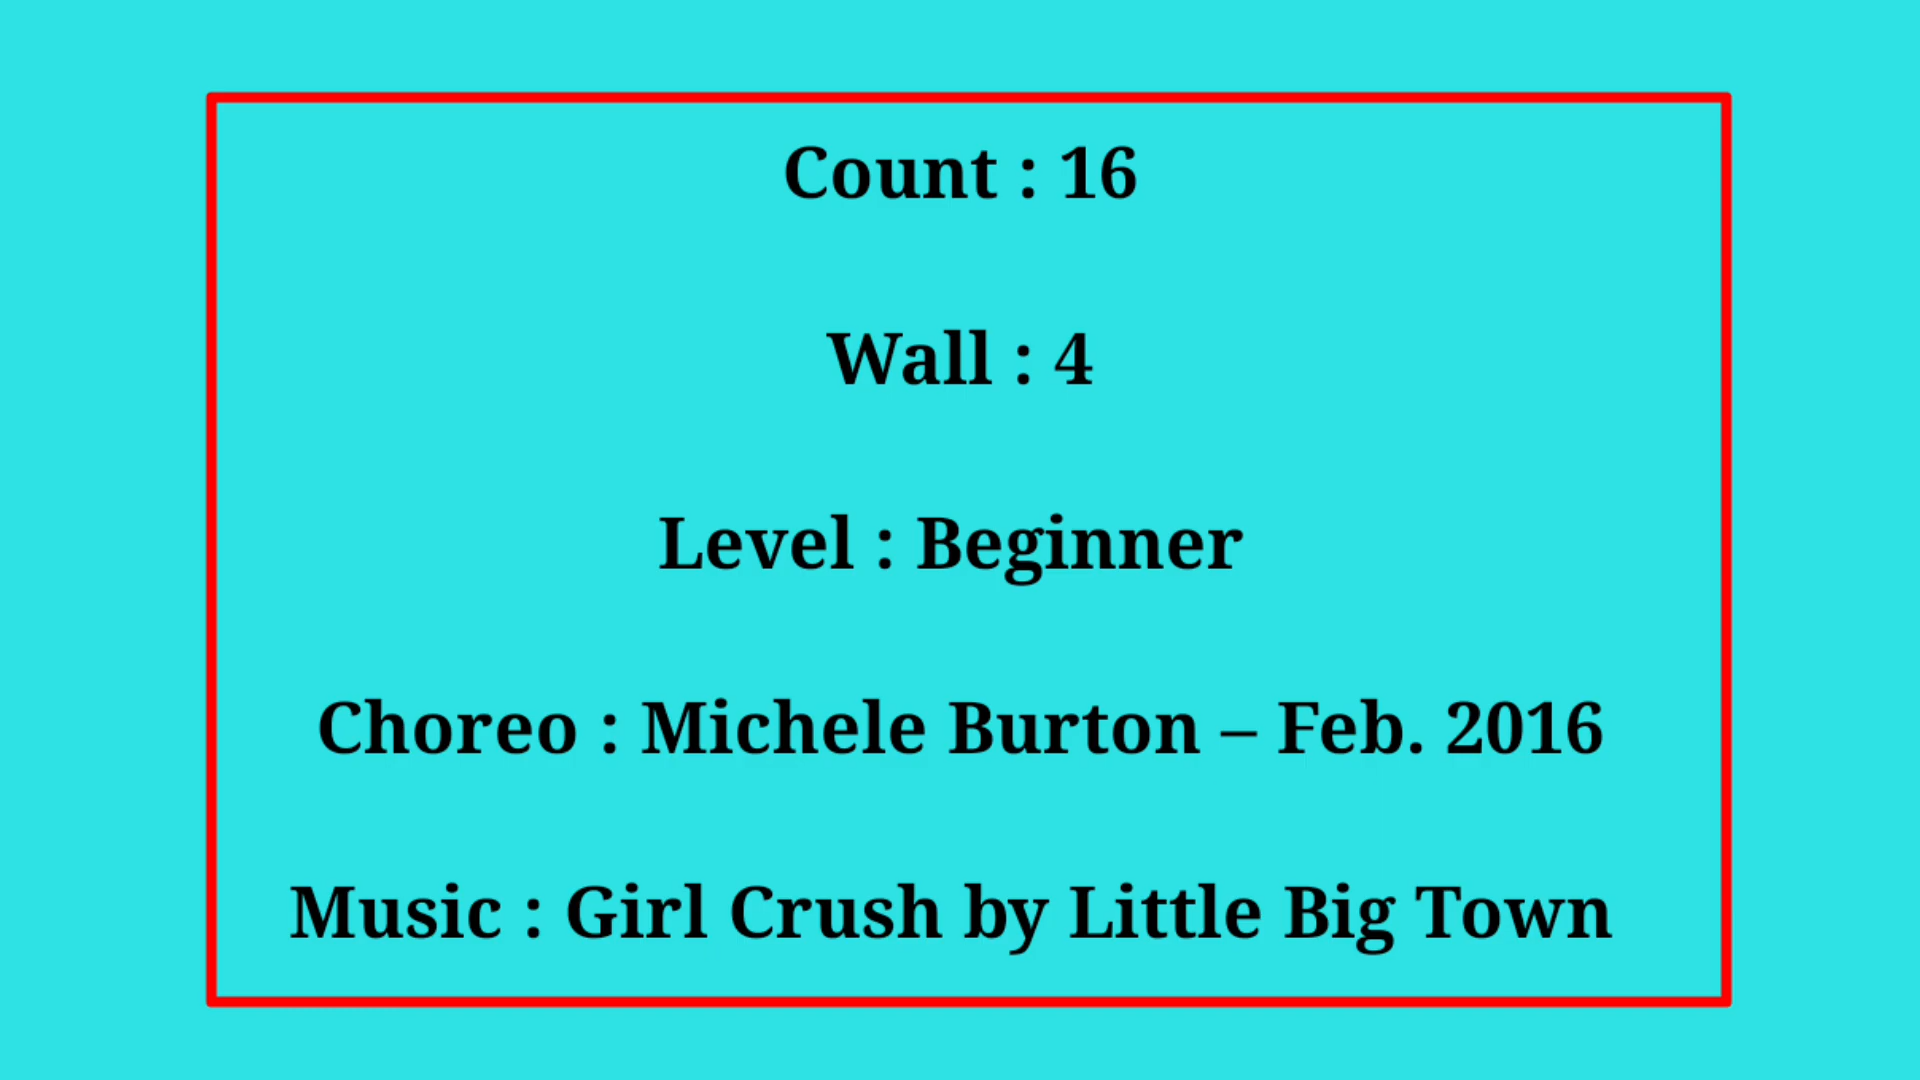 Count : 16
Wall : 4
Level : Beginner
Choreo : Michele Burton – Feb. 2016
Music : Girl Crush by Little Big Town